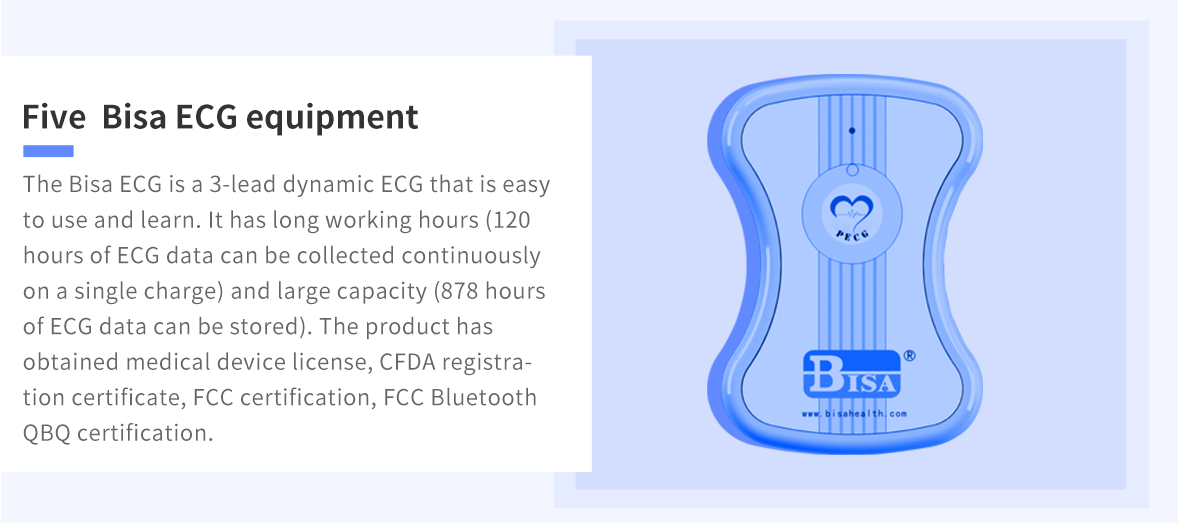 Five Bisa ECG equipment
The Bisa ECG is a 3-lead dynamic ECG that is easy
to use and learn. It has long working hours (120
hours of ECG data can be collected continuously
on a single charge) and large capacity (878 hours
of ECG data can be stored). The product has
obtained medical device license, CFDA registra-
tion certificate, FCC certification, FCC Bluetooth
QBQ certification.
PECG
BISA ®
www.bisahealth.com